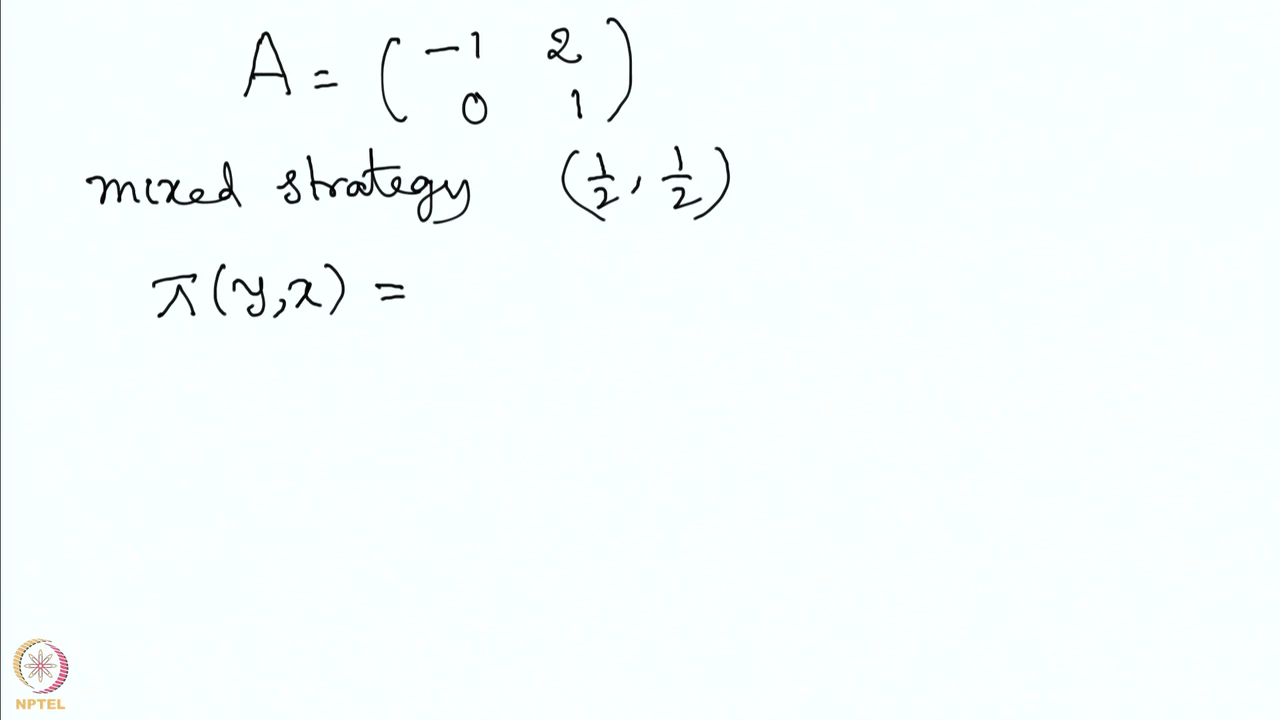 A = ( -1 2
0 1 )
mixed strategy (1/2, 1/2)
π(y,x) =
NPTEL